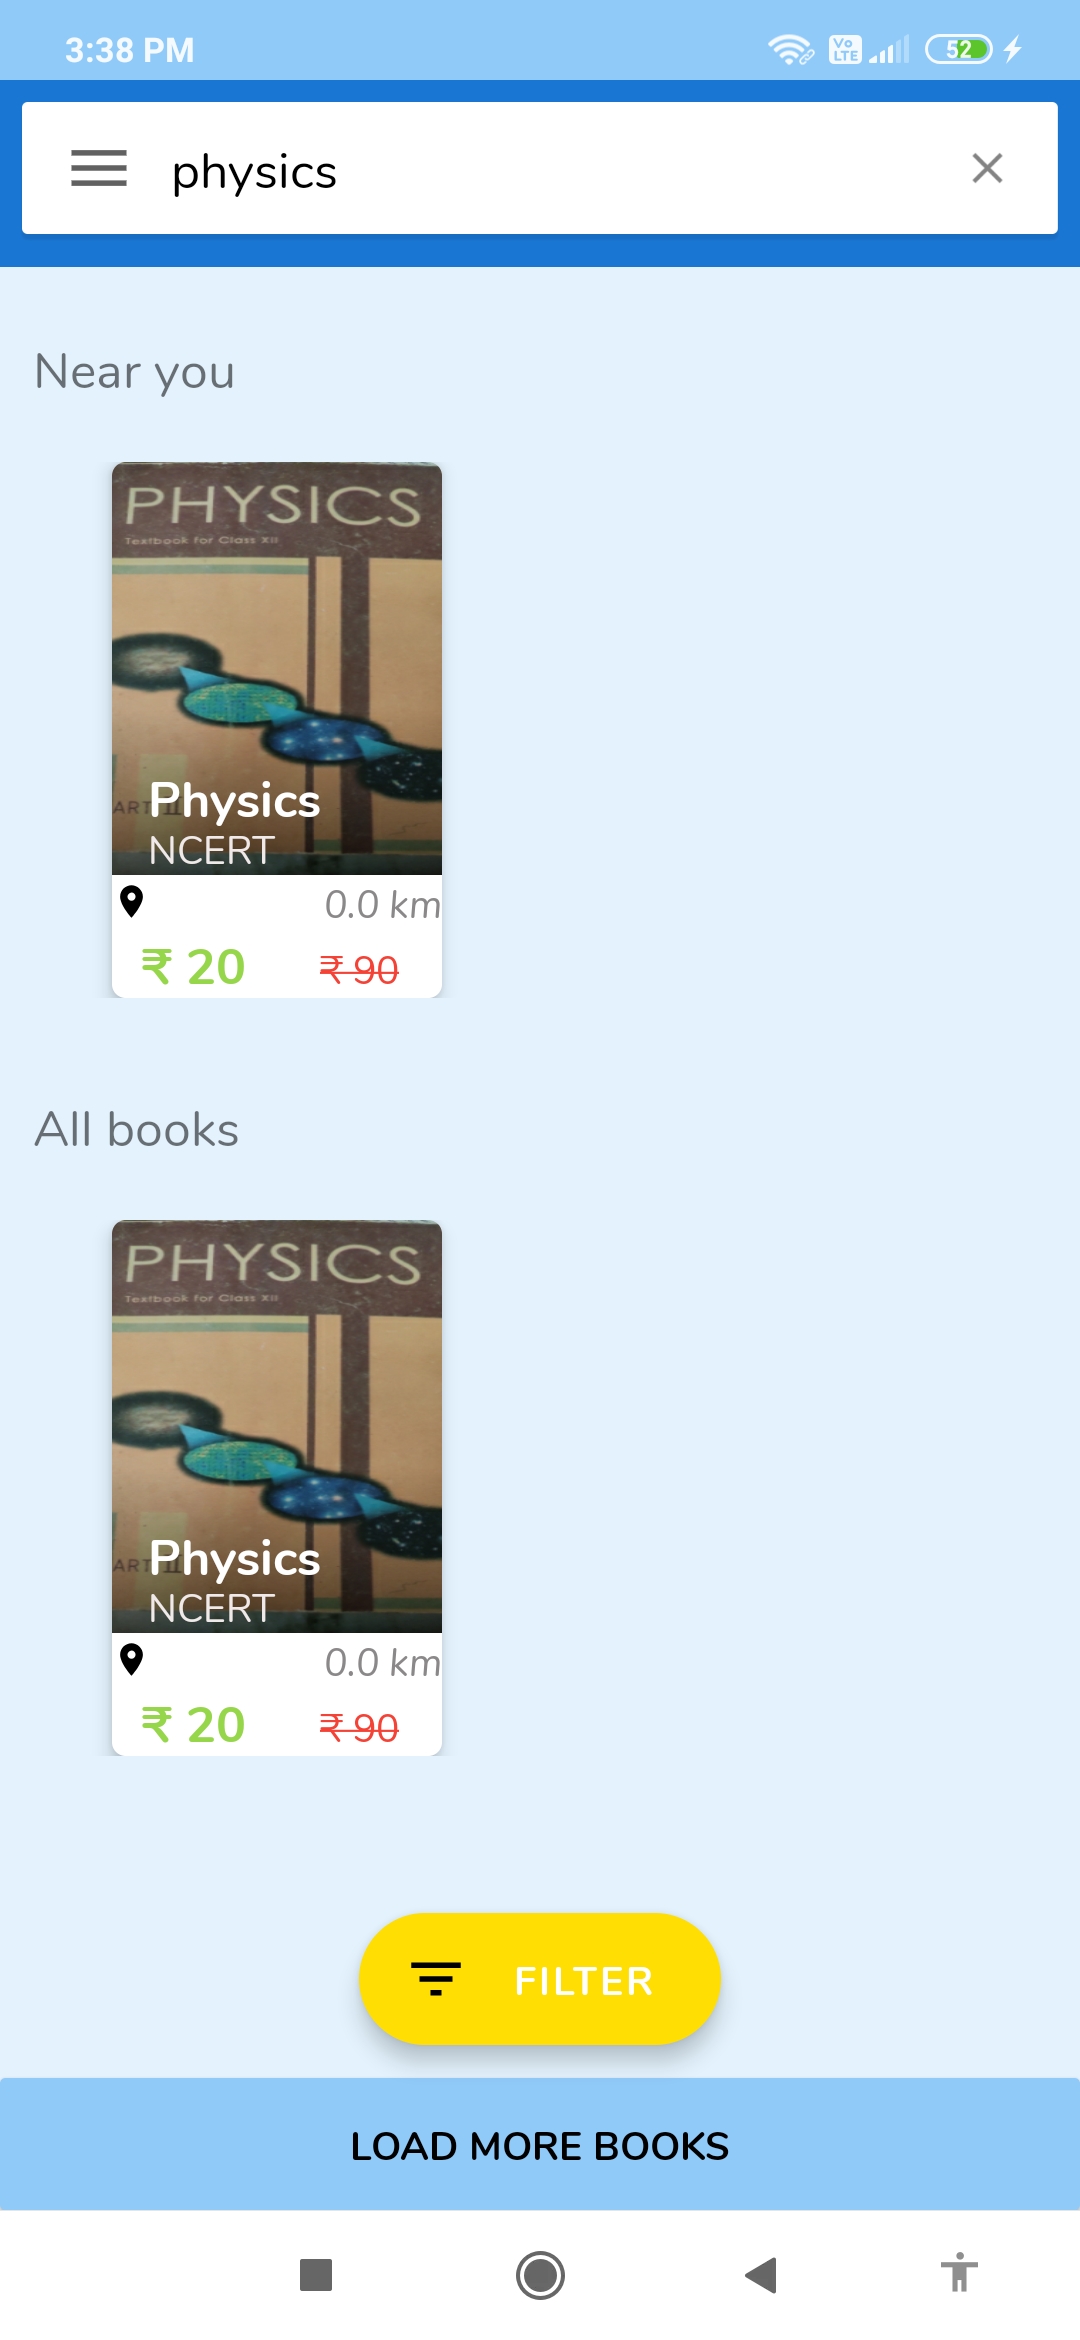 3:38 PM
Vo
LTE
52
physics
Near you
PHYSICS
Textbook for Class XII
ART II
Physics
NCERT
0.0 km
₹ 20
₹ 90
All books
PHYSICS
Textbook for Class XII
ART II
Physics
NCERT
0.0 km
₹ 20
₹ 90
FILTER
LOAD MORE BOOKS